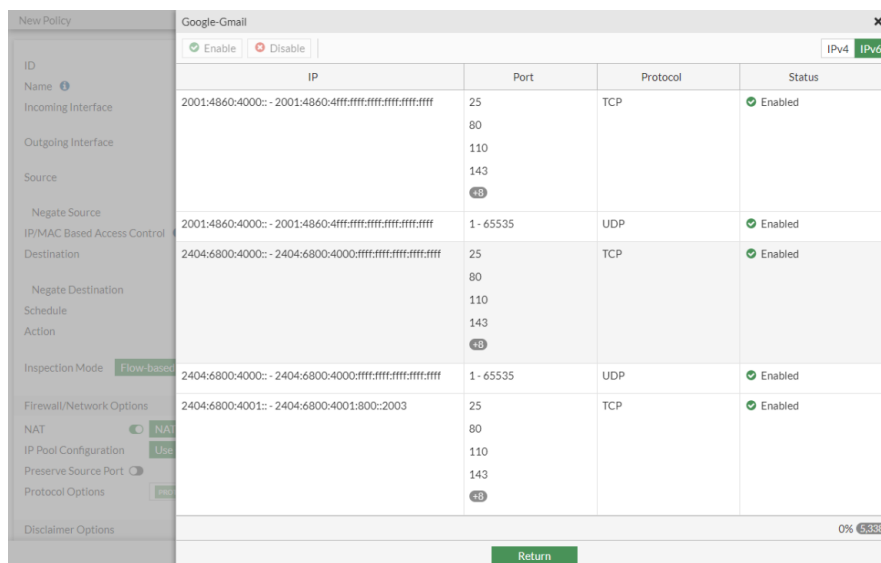 New Policy
Google-Gmail
Enable Disable
IPv4 IPv6
ID
IP Port Protocol Status
Name
2001:4860:4000:: - 2001:4860:4fff:ffff:ffff:ffff:ffff:ffff 25 TCP Enabled
Incoming Interface
80
Outgoing Interface
110
143
Source
+8
Negate Source
2001:4860:4000:: - 2001:4860:4fff:ffff:ffff:ffff:ffff:ffff 1 - 65535 UDP Enabled
IP/MAC Based Access Control
Destination
2404:6800:4000:: - 2404:6800:4000:ffff:ffff:ffff:ffff:ffff 25 TCP Enabled
80
Negate Destination
110
Schedule
143
Action
+8
Inspection Mode Flow-based
2404:6800:4000:: - 2404:6800:4000:ffff:ffff:ffff:ffff:ffff 1 - 65535 UDP Enabled
Firewall/Network Options
2404:6800:4001:: - 2404:6800:4001:800::2003 25 TCP Enabled
NAT NAT
80
IP Pool Configuration Use
110
Preserve Source Port
143
Protocol Options
+8
Disclaimer Options
0% 5,338
Return